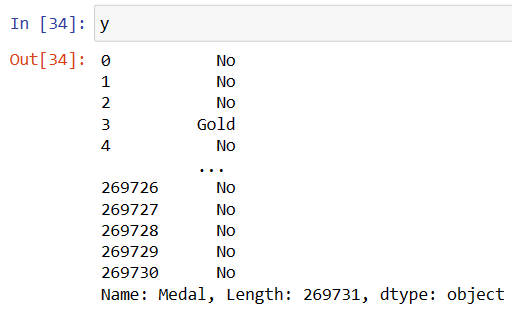 In [34]: y
Out[34]: 0 No
1 No
2 No
3 Gold
4 No
...
269726 No
269727 No
269728 No
269729 No
269730 No
Name: Medal, Length: 269731, dtype: object